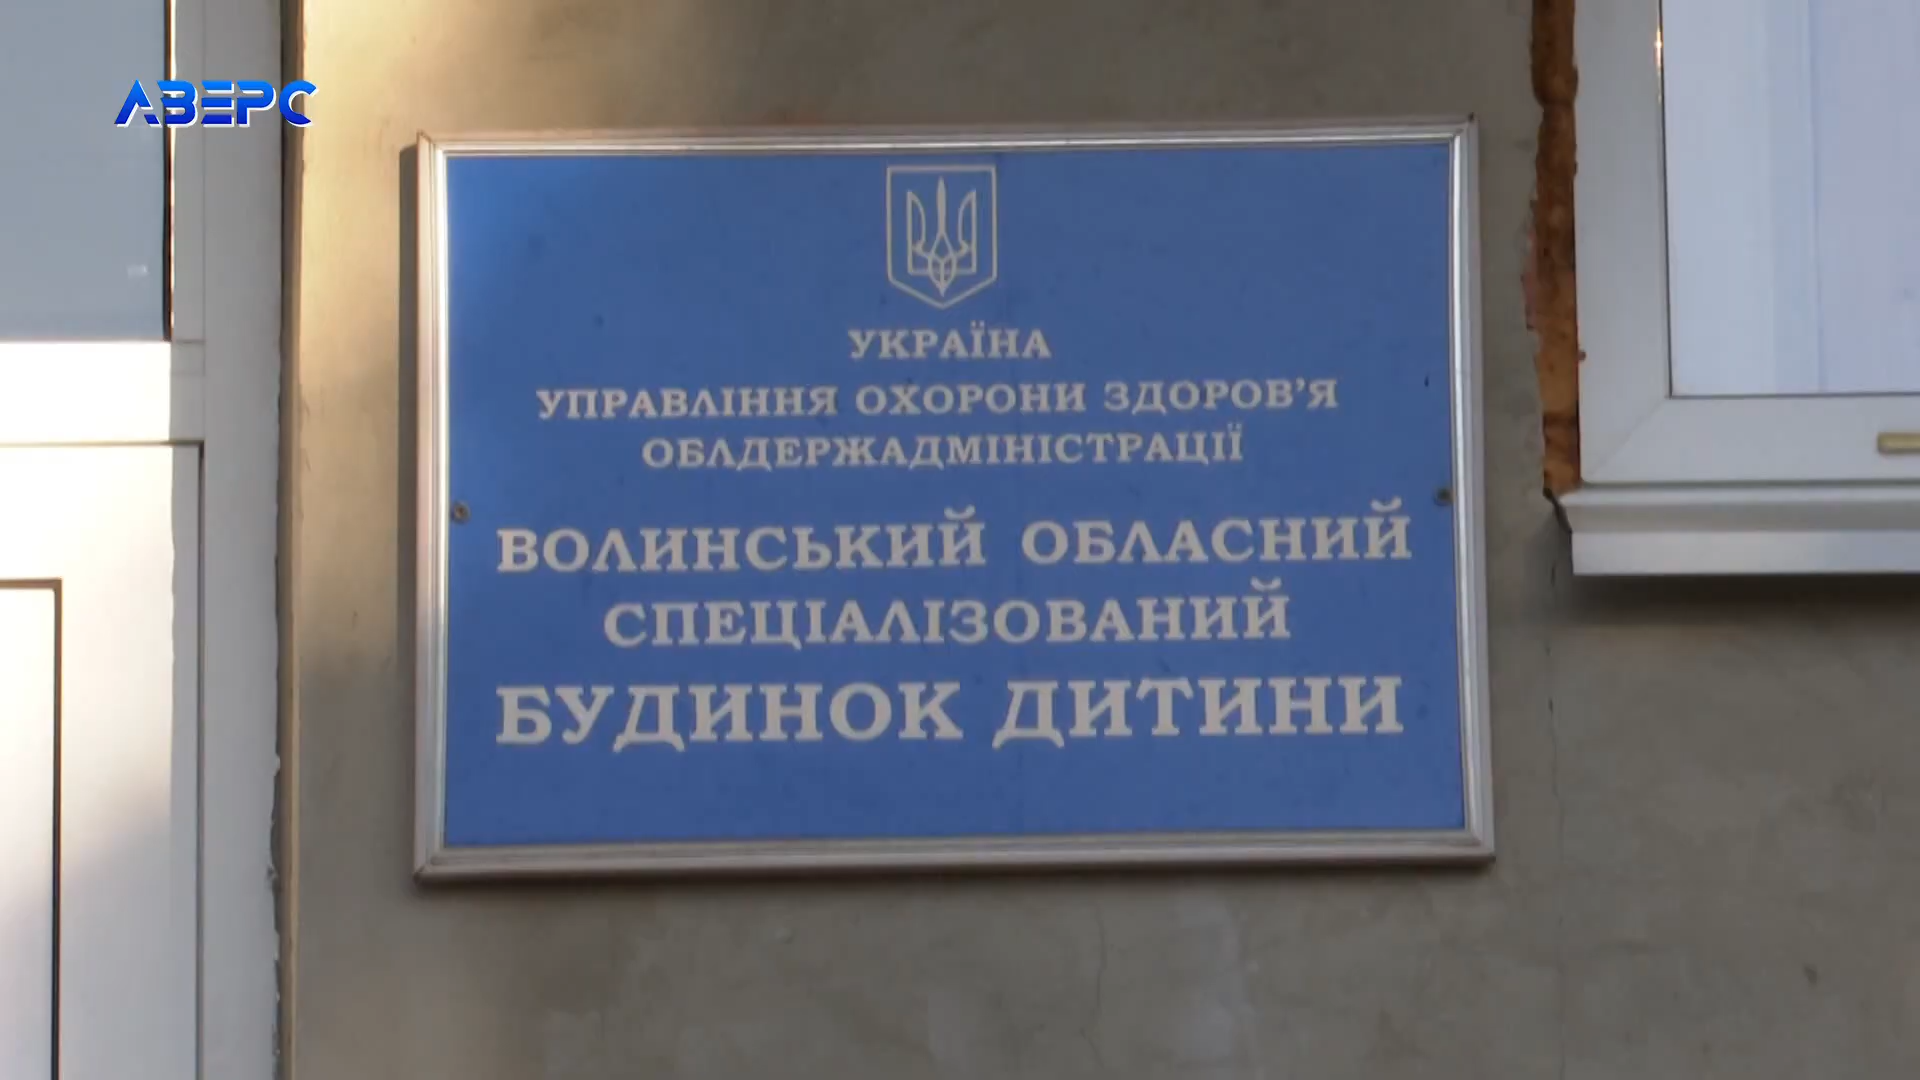 АВЕРС
УКРАЇНА
УПРАВЛІННЯ ОХОРОНИ ЗДОРОВ'Я
ОБЛДЕРЖАДМІНІСТРАЦІЇ
ВОЛИНСЬКИЙ ОБЛАСНИЙ
СПЕЦІАЛІЗОВАНИЙ
БУДИНОК ДИТИНИ